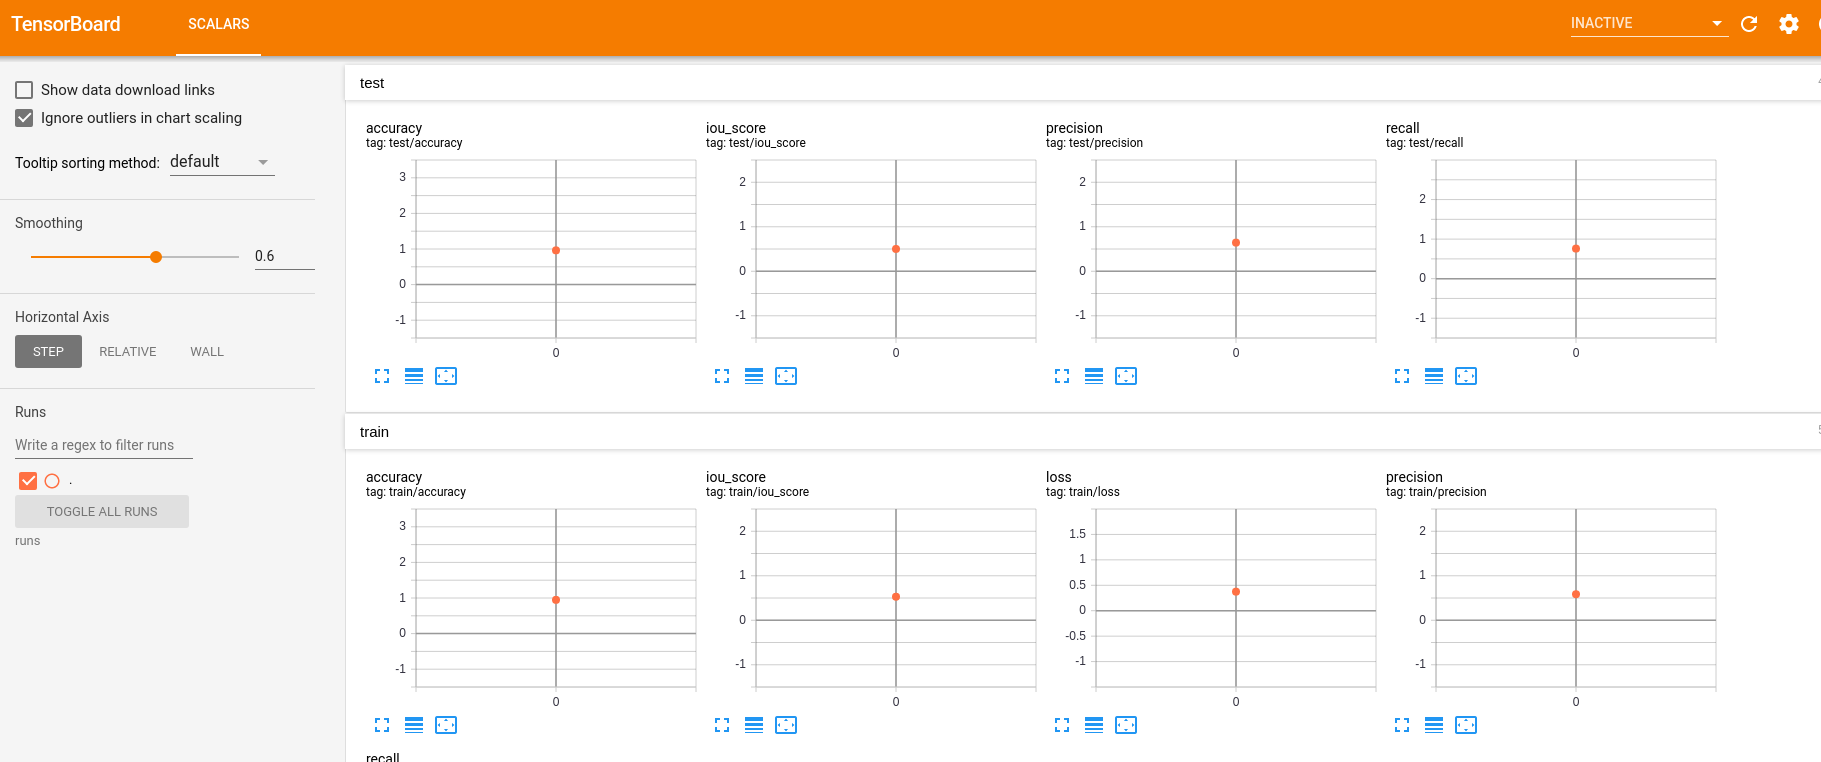 TensorBoard
SCALARS
INACTIVE
Show data download links
Ignore outliers in chart scaling
Tooltip sorting method: default
Smoothing
0.6
Horizontal Axis
STEP RELATIVE WALL
Runs
Write a regex to filter runs
.
TOGGLE ALL RUNS
runs
test
accuracy
tag: test/accuracy
3
2
1
0
-1
0
iou_score
tag: test/iou_score
2
1
0
-1
0
precision
tag: test/precision
2
1
0
-1
0
recall
tag: test/recall
2
1
0
-1
0
train
accuracy
tag: train/accuracy
3
2
1
0
-1
0
iou_score
tag: train/iou_score
2
1
0
-1
0
loss
tag: train/loss
1.5
1
0.5
0
-0.5
-1
0
precision
tag: train/precision
2
1
0
-1
0
recall